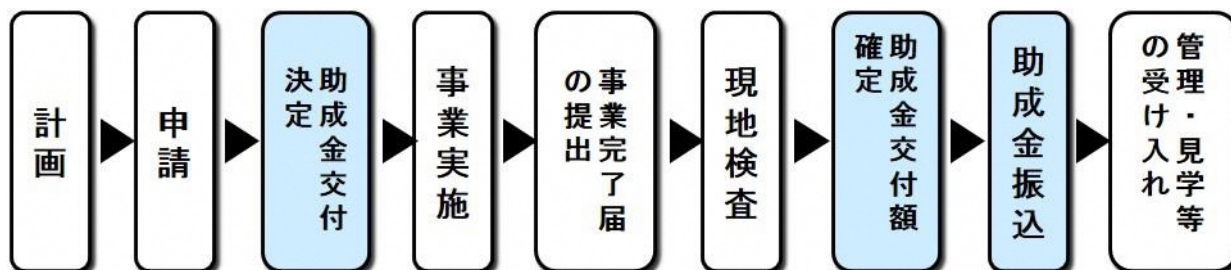 計画
申請
助成金交付
決定
事業実施
事業完了届
の提出
現地検査
助成金交付額
確定
助成金振込
管理・見学等
の受け入れ